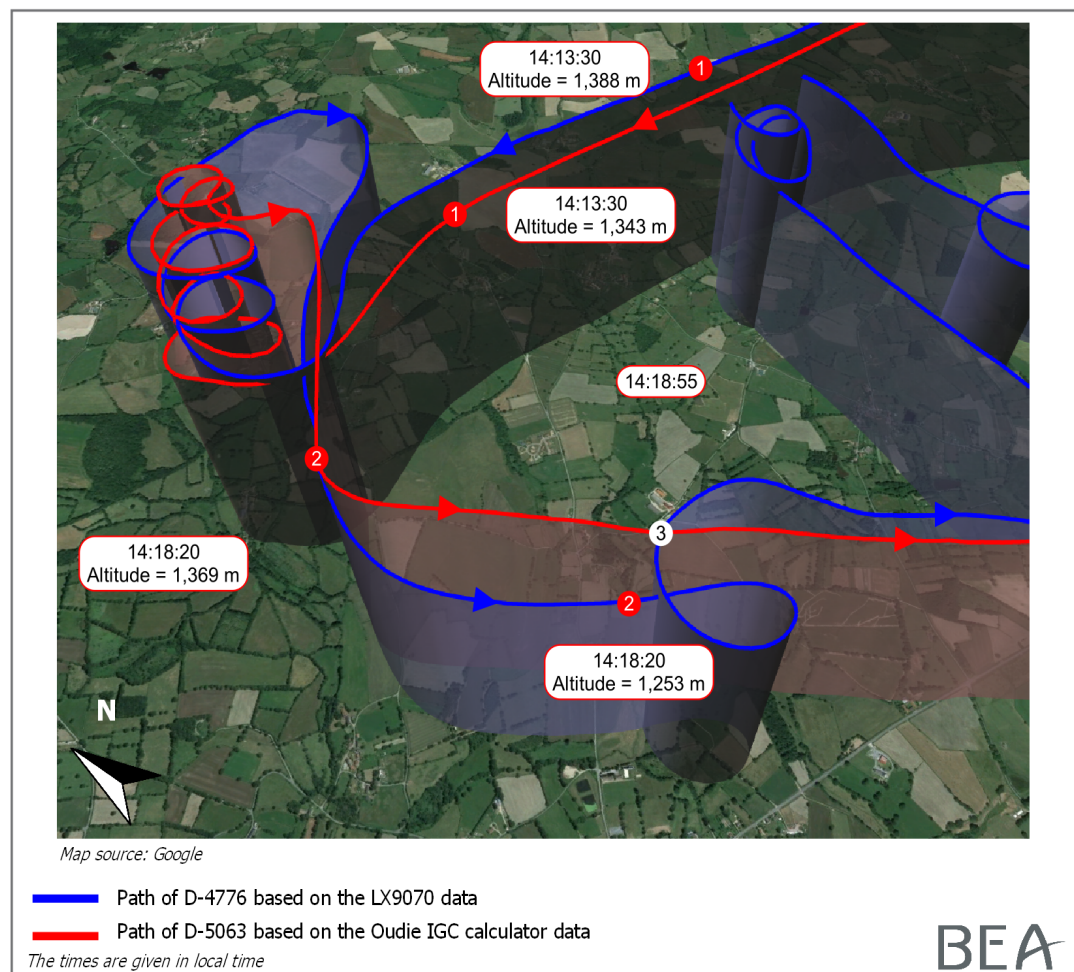 14:13:30
Altitude = 1,388 m
1
1
14:13:30
Altitude = 1,343 m
14:18:55
2
3
14:18:20
Altitude = 1,369 m
2
14:18:20
Altitude = 1,253 m
N
Map source: Google
Path of D-4776 based on the LX9070 data
Path of D-5063 based on the Oudie IGC calculator data
The times are given in local time
BEA